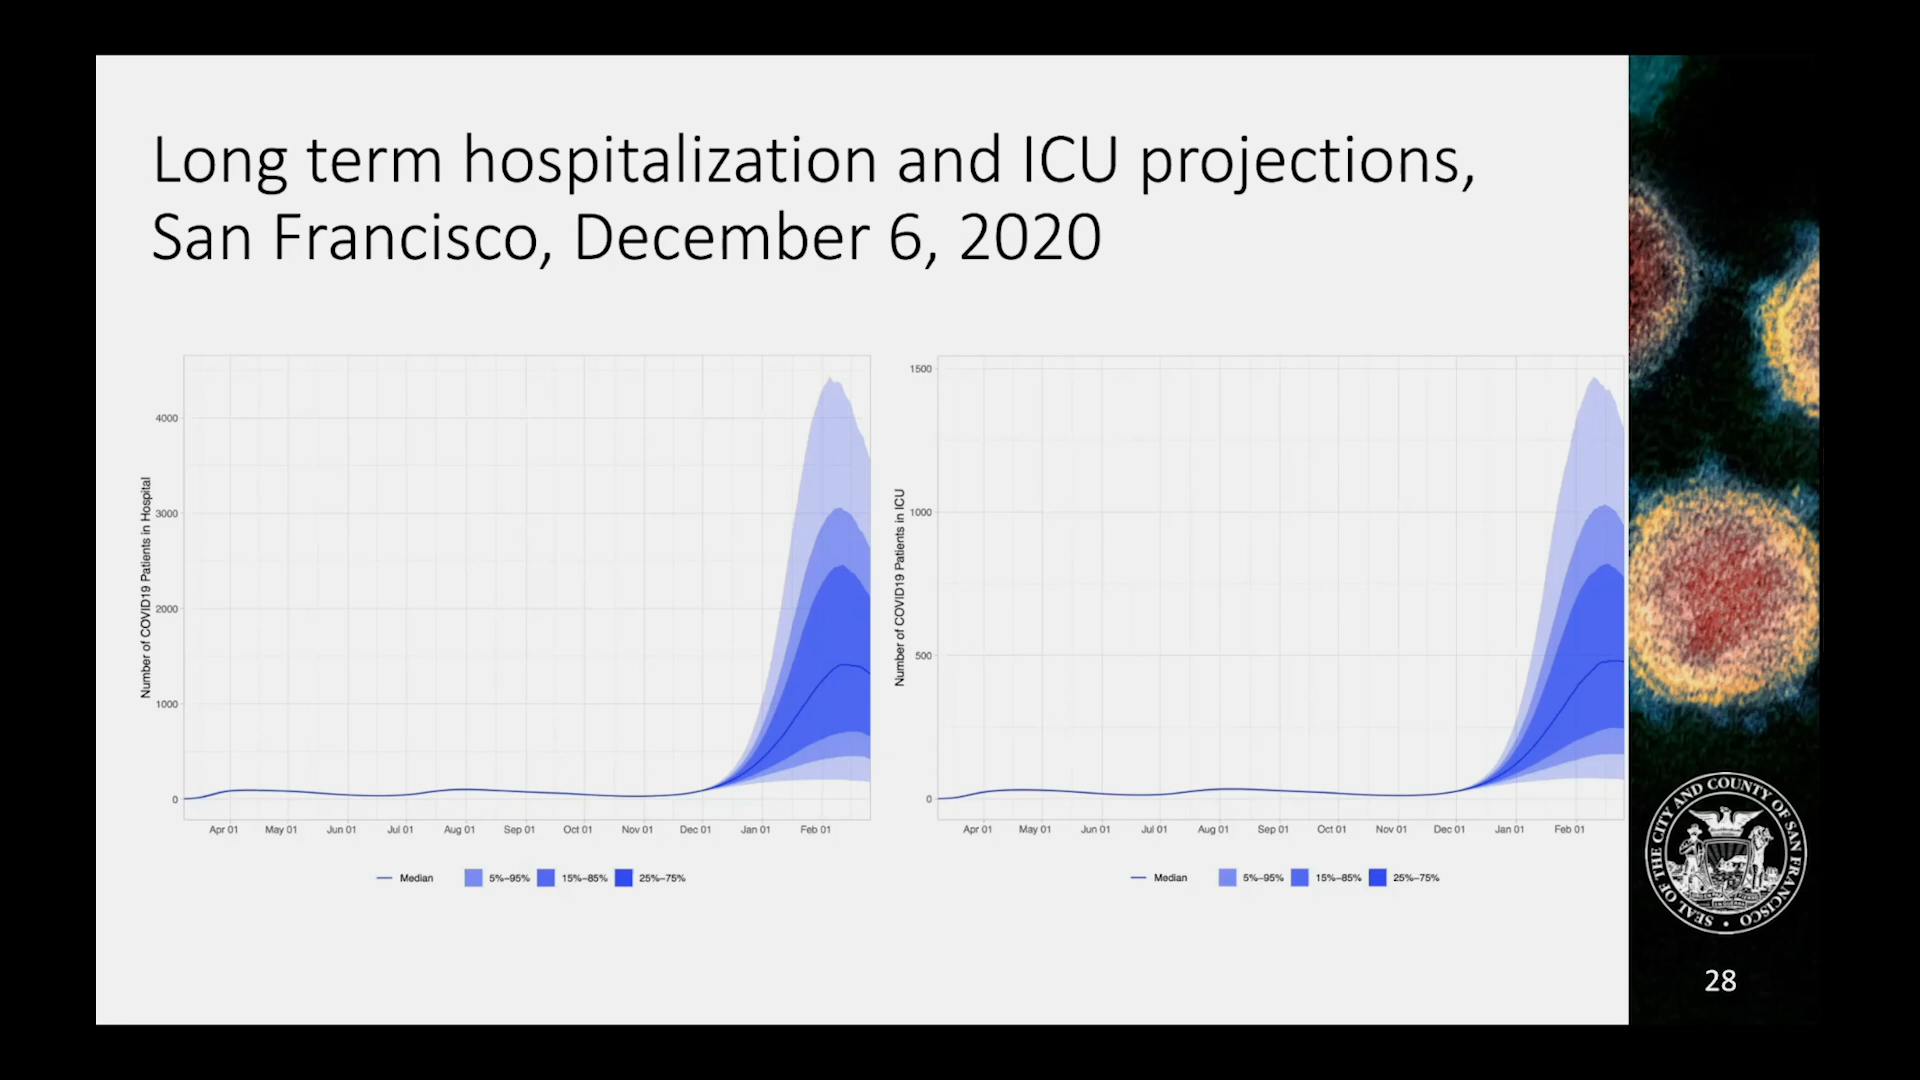 Long term hospitalization and ICU projections,
San Francisco, December 6, 2020
Number of COVID19 Patients in Hospital
4000
3000
2000
1000
0
Apr 01 May 01 Jun 01 Jul 01 Aug 01 Sep 01 Oct 01 Nov 01 Dec 01 Jan 01 Feb 01
Median 5%–95% 15%–85% 25%–75%
Number of COVID19 Patients in ICU
1500
1000
500
0
Apr 01 May 01 Jun 01 Jul 01 Aug 01 Sep 01 Oct 01 Nov 01 Dec 01 Jan 01 Feb 01
Median 5%–95% 15%–85% 25%–75%
SEAL OF THE CITY AND COUNTY OF SAN FRANCISCO
28